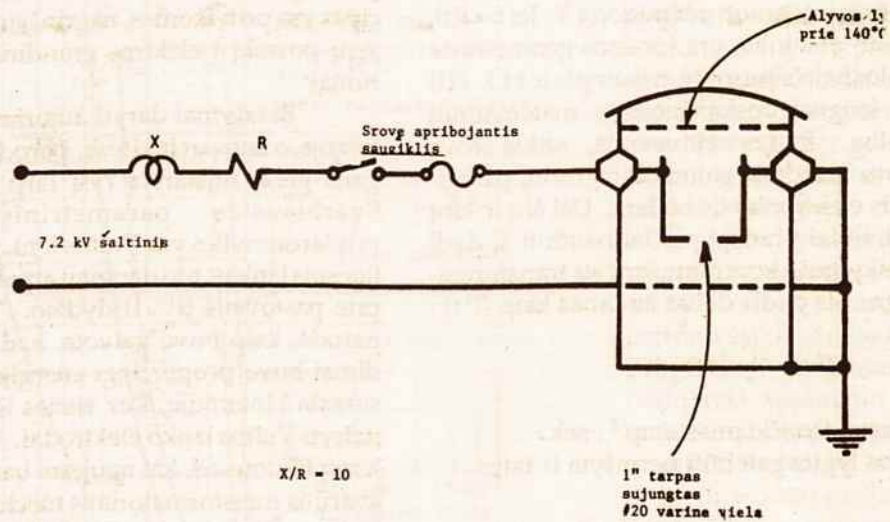 Alyvos ly
prie 140°C
X
R
Srovę apribojantis
saugiklis
7.2 kV šaltinis
X/R = 10
1" tarpas
sujungtas
#20 varine viela